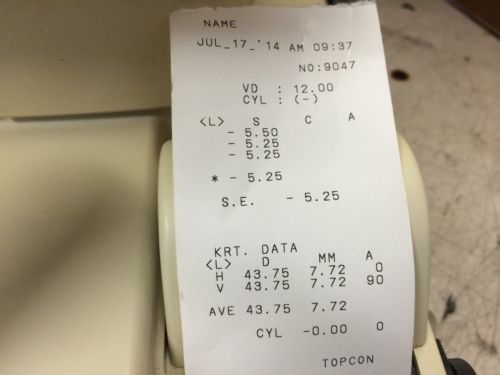 NAME
JUL_17_'14 AM 09:37
NO:9047
VD : 12.00
CYL : (-)
<L> S C A
- 5.50
- 5.25
- 5.25
* - 5.25
S.E. - 5.25
KRT. DATA
<L> D MM A
H 43.75 7.72 0
V 43.75 7.72 90
AVE 43.75 7.72
CYL -0.00 0
TOPCON